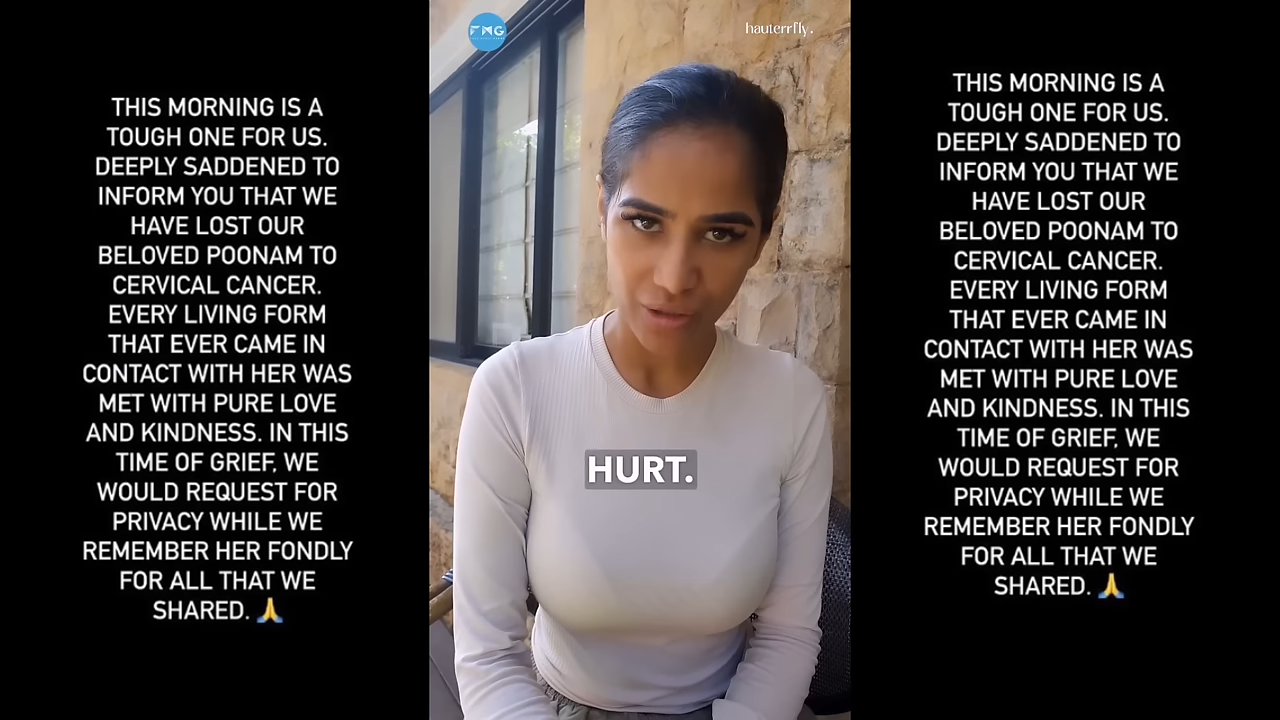 THIS MORNING IS A
TOUGH ONE FOR US.
DEEPLY SADDENED TO
INFORM YOU THAT WE
HAVE LOST OUR
BELOVED POONAM TO
CERVICAL CANCER.
EVERY LIVING FORM
THAT EVER CAME IN
CONTACT WITH HER WAS
MET WITH PURE LOVE
AND KINDNESS. IN THIS
TIME OF GRIEF, WE
WOULD REQUEST FOR
PRIVACY WHILE WE
REMEMBER HER FONDLY
FOR ALL THAT WE
SHARED. 🙏
FMG
hauterrfly.
HURT.
THIS MORNING IS A
TOUGH ONE FOR US.
DEEPLY SADDENED TO
INFORM YOU THAT WE
HAVE LOST OUR
BELOVED POONAM TO
CERVICAL CANCER.
EVERY LIVING FORM
THAT EVER CAME IN
CONTACT WITH HER WAS
MET WITH PURE LOVE
AND KINDNESS. IN THIS
TIME OF GRIEF, WE
WOULD REQUEST FOR
PRIVACY WHILE WE
REMEMBER HER FONDLY
FOR ALL THAT WE
SHARED. 🙏